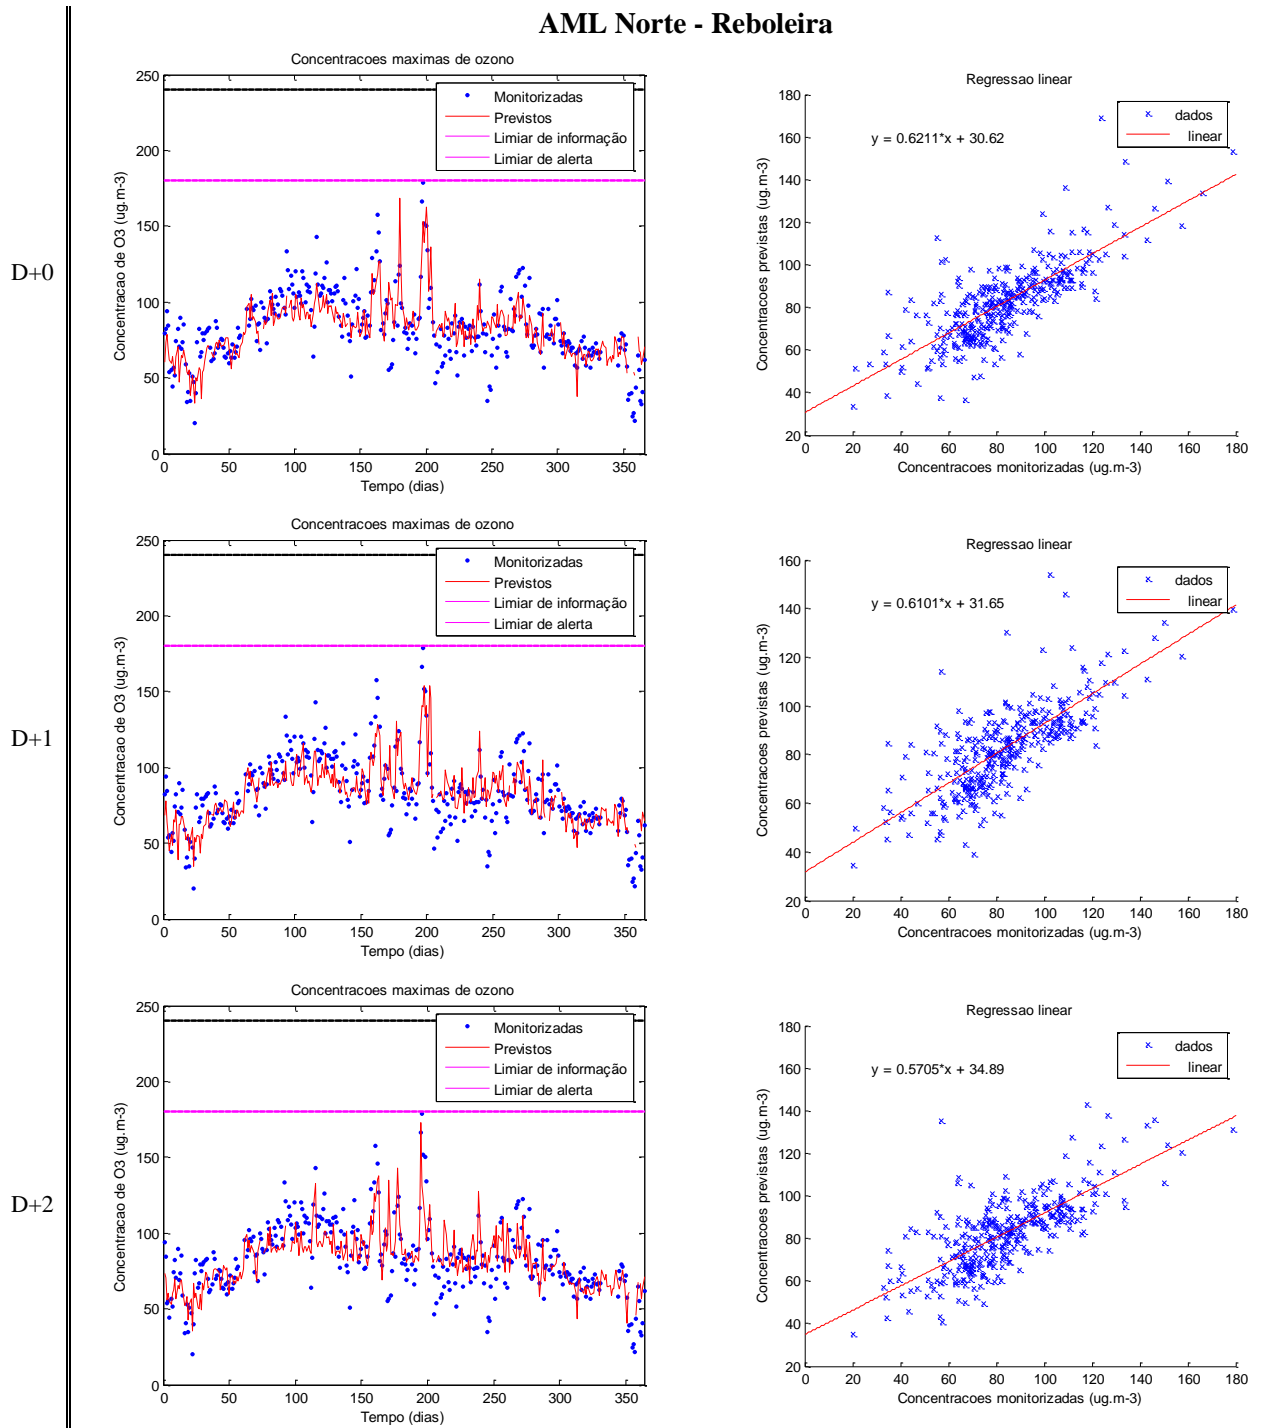 AML Norte - Reboleira
D+0
Concentracoes maximas de ozono
Concentracao de O3 (ug.m-3)
250
200
150
100
50
0
Monitorizadas
Previstos
Limiar de informação
Limiar de alerta
0 50 100 150 200 250 300 350
Tempo (dias)
Regressao linear
Concentracoes previstas (ug.m-3)
180
160
140
120
100
80
60
40
20
y = 0.6211*x + 30.62
dados
linear
0 20 40 60 80 100 120 140 160 180
Concentracoes monitorizadas (ug.m-3)
D+1
Concentracoes maximas de ozono
Concentracao de O3 (ug.m-3)
250
200
150
100
50
0
Monitorizadas
Previstos
Limiar de informação
Limiar de alerta
0 50 100 150 200 250 300 350
Tempo (dias)
Regressao linear
Concentracoes previstas (ug.m-3)
160
140
120
100
80
60
40
20
y = 0.6101*x + 31.65
dados
linear
0 20 40 60 80 100 120 140 160 180
Concentracoes monitorizadas (ug.m-3)
D+2
Concentracoes maximas de ozono
Concentracao de O3 (ug.m-3)
250
200
150
100
50
0
Monitorizadas
Previstos
Limiar de informação
Limiar de alerta
0 50 100 150 200 250 300 350
Tempo (dias)
Regressao linear
Concentracoes previstas (ug.m-3)
180
160
140
120
100
80
60
40
20
y = 0.5705*x + 34.89
dados
linear
0 20 40 60 80 100 120 140 160 180
Concentracoes monitorizadas (ug.m-3)